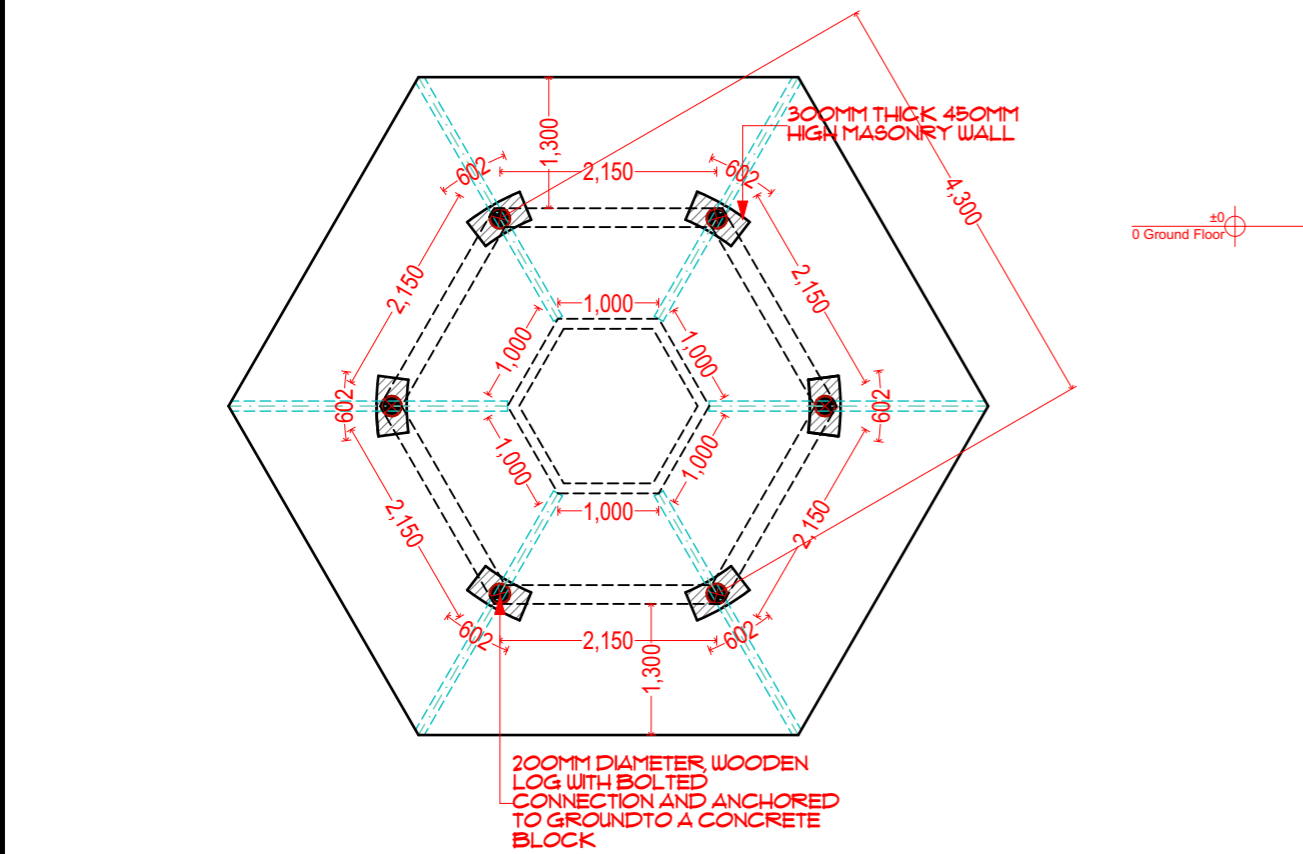 300MM THICK 450MM
HIGH MASONRY WALL
1,300
602
2,150
602
4,300
±0
0 Ground Floor
2,150
2,150
1,000
1,000
1,000
602
602
1,000
1,000
1,000
2,150
2,150
602
2,150
602
1,300
200MM DIAMETER, WOODEN
LOG WITH BOLTED
CONNECTION AND ANCHORED
TO GROUNDTO A CONCRETE
BLOCK